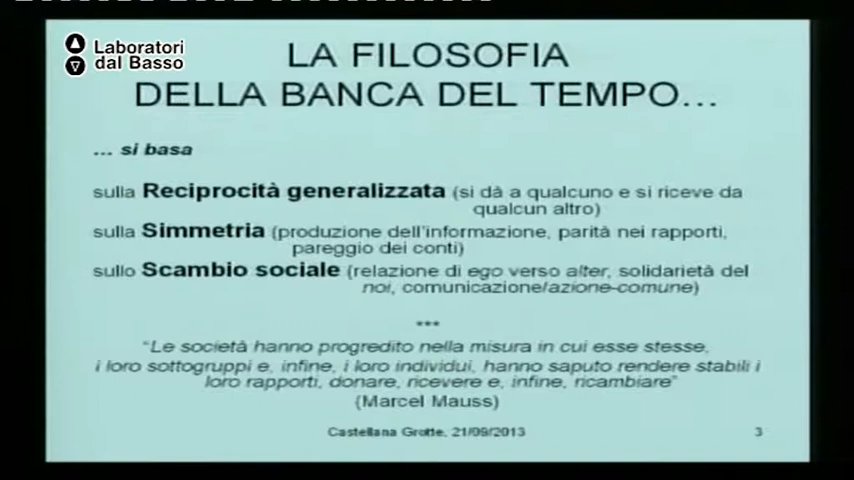 Laboratori
dal Basso
LA FILOSOFIA
DELLA BANCA DEL TEMPO…
… si basa
sulla Reciprocità generalizzata (si dà a qualcuno e si riceve da
qualcun altro)
sulla Simmetria (produzione dell'informazione, parità nei rapporti,
pareggio dei conti)
sullo Scambio sociale (relazione di ego verso alter, solidarietà del
noi, comunicazione/azione-comune)
***
"Le società hanno progredito nella misura in cui esse stesse,
i loro sottogruppi e, infine, i loro individui, hanno saputo rendere stabili i
loro rapporti, donare, ricevere e, infine, ricambiare"
(Marcel Mauss)
Castellana Grotte, 21/09/2013
3